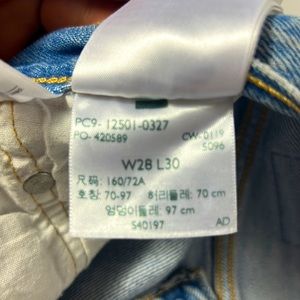 PC9- 12501-0327
PO- 420589 CW-0119
5096
W28 L30
尺码: 160/72A
호칭: 70-97 허리둘레: 70 cm
엉덩이둘레: 97 cm
S40197 AD